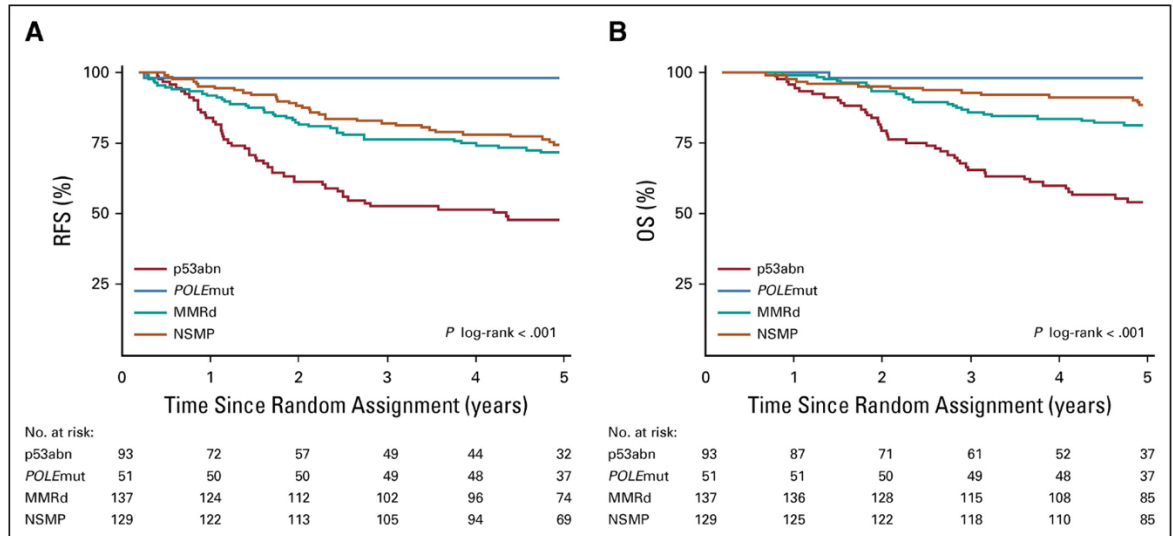 A
100
75
50
25
RFS (%)
p53abn
POLEmut
MMRd
NSMP
P log-rank < .001
0 1 2 3 4 5
Time Since Random Assignment (years)
No. at risk:
p53abn 93 72 57 49 44 32
POLEmut 51 50 50 49 48 37
MMRd 137 124 112 102 96 74
NSMP 129 122 113 105 94 69
B
100
75
50
25
OS (%)
p53abn
POLEmut
MMRd
NSMP
P log-rank < .001
0 1 2 3 4 5
Time Since Random Assignment (years)
No. at risk:
p53abn 93 87 71 61 52 37
POLEmut 51 51 50 49 48 37
MMRd 137 136 128 115 108 85
NSMP 129 125 122 118 110 85